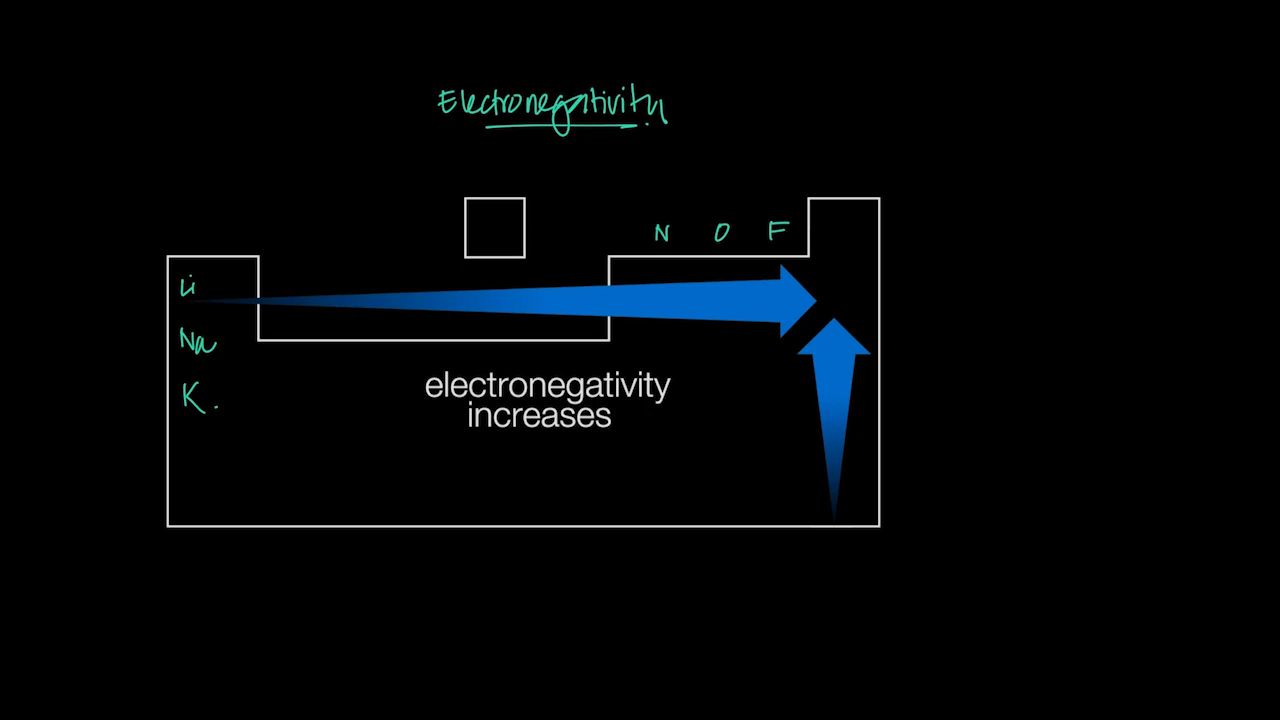 Electronegativity
N O F
Li
Na
K.
electronegativity
increases